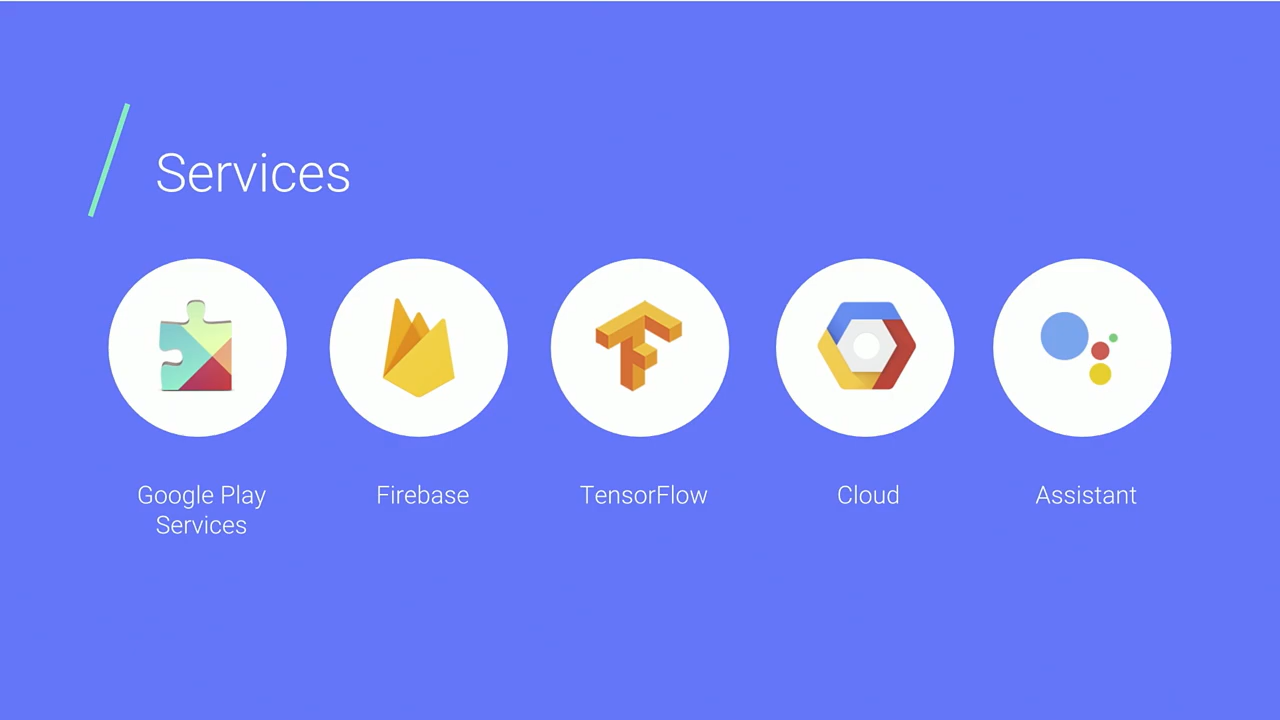 Services
Google Play
Services
Firebase
TensorFlow
Cloud
Assistant